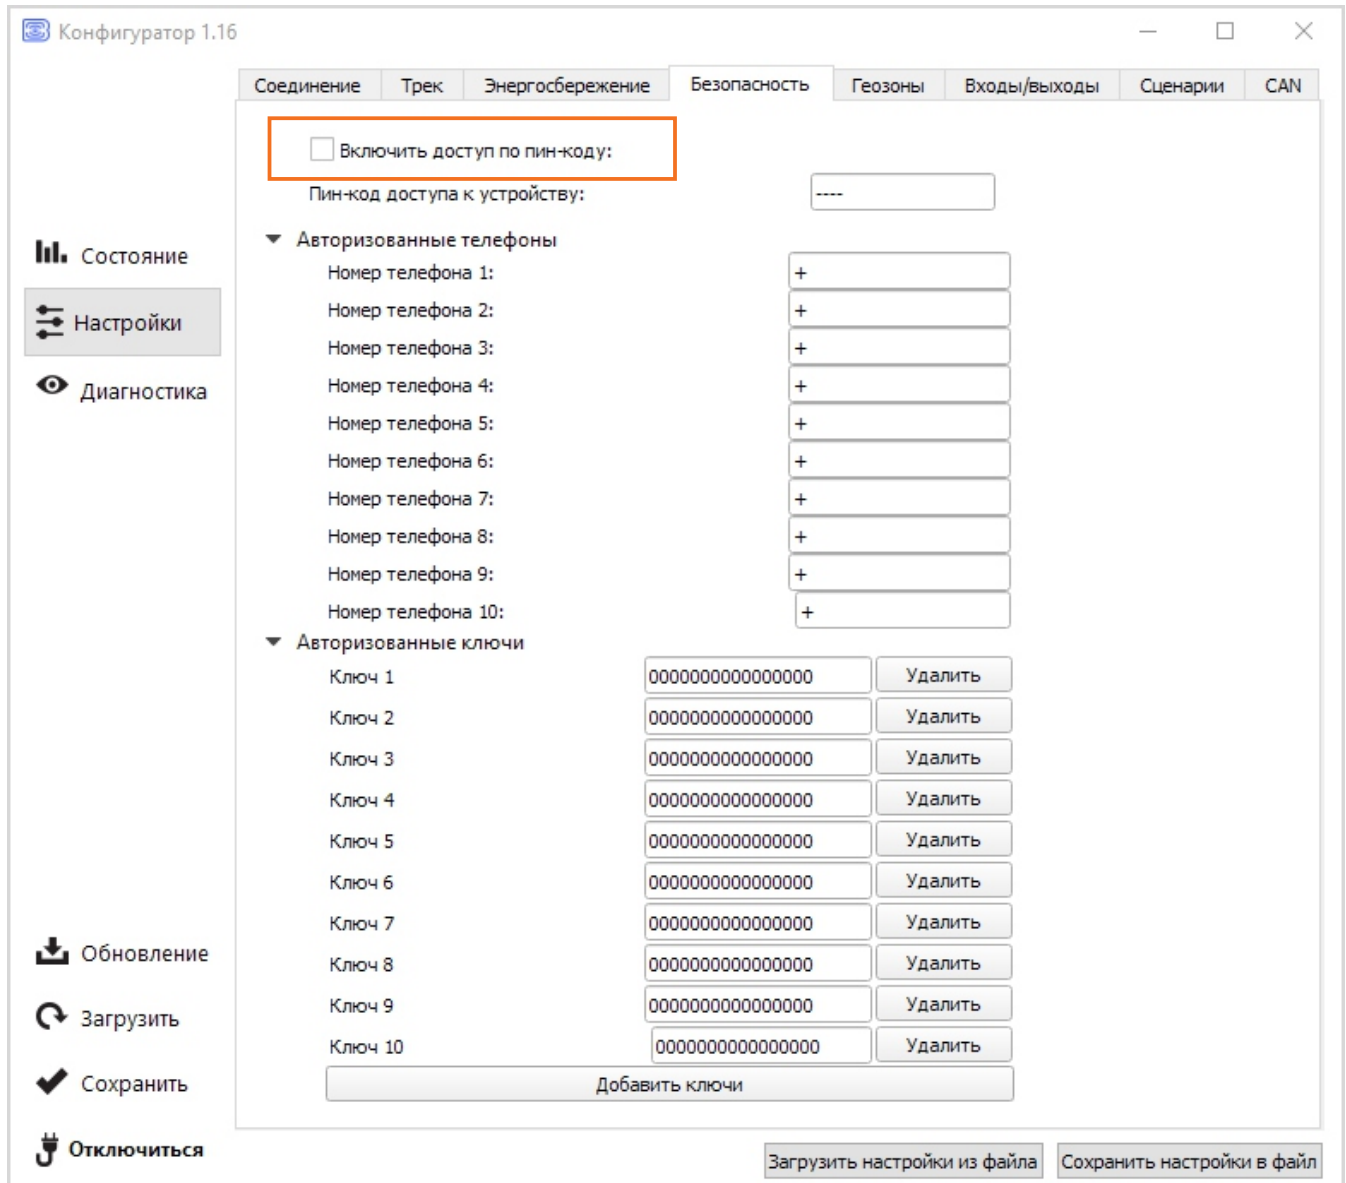 Конфигуратор 1.16
Соединение Трек Энергосбережение Безопасность Геозоны Входы/выходы Сценарии CAN
Включить доступ по пин-коду:
Пин-код доступа к устройству: ----
Авторизованные телефоны
Номер телефона 1: +
Номер телефона 2: +
Номер телефона 3: +
Номер телефона 4: +
Номер телефона 5: +
Номер телефона 6: +
Номер телефона 7: +
Номер телефона 8: +
Номер телефона 9: +
Номер телефона 10: +
Авторизованные ключи
Ключ 1 0000000000000000 Удалить
Ключ 2 0000000000000000 Удалить
Ключ 3 0000000000000000 Удалить
Ключ 4 0000000000000000 Удалить
Ключ 5 0000000000000000 Удалить
Ключ 6 0000000000000000 Удалить
Ключ 7 0000000000000000 Удалить
Ключ 8 0000000000000000 Удалить
Ключ 9 0000000000000000 Удалить
Ключ 10 0000000000000000 Удалить
Добавить ключи
Состояние
Настройки
Диагностика
Обновление
Загрузить
Сохранить
Отключиться
Загрузить настройки из файла Сохранить настройки в файл